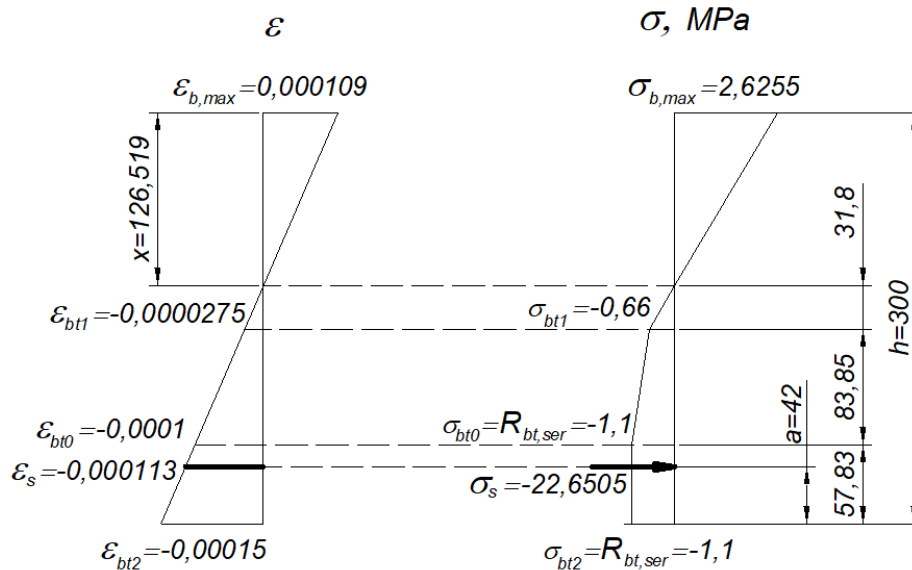 ε
σ, MPa
ε_b,max=0,000109
σ_b,max=2,6255
x=126,519
31,8
h=300
ε_bt1=-0,0000275
σ_bt1=-0,66
83,85
a=42
ε_bt0=-0,0001
σ_bt0=R_bt,ser=-1,1
ε_s=-0,000113
σ_s=-22,6505
57,83
ε_bt2=-0,00015
σ_bt2=R_bt,ser=-1,1